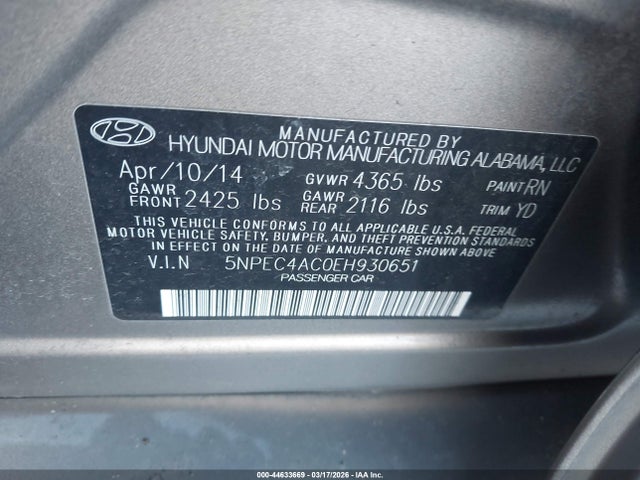 MANUFACTURED BY
HYUNDAI MOTOR MANUFACTURING ALABAMA, LLC
Apr/10/14 GVWR 4365 lbs PAINT RN
GAWR FRONT 2425 lbs GAWR REAR 2116 lbs TRIM YD
THIS VEHICLE CONFORMS TO ALL APPLICABLE U.S.A. FEDERAL
MOTOR VEHICLE SAFETY, BUMPER, AND THEFT PREVENTION STANDARDS
IN EFFECT ON THE DATE OF MANUFACTURE SHOWN ABOVE
V.I.N 5NPEC4AC0EH930651
PASSENGER CAR
000-44633669 - 03/17/2026 - IAAI.COM